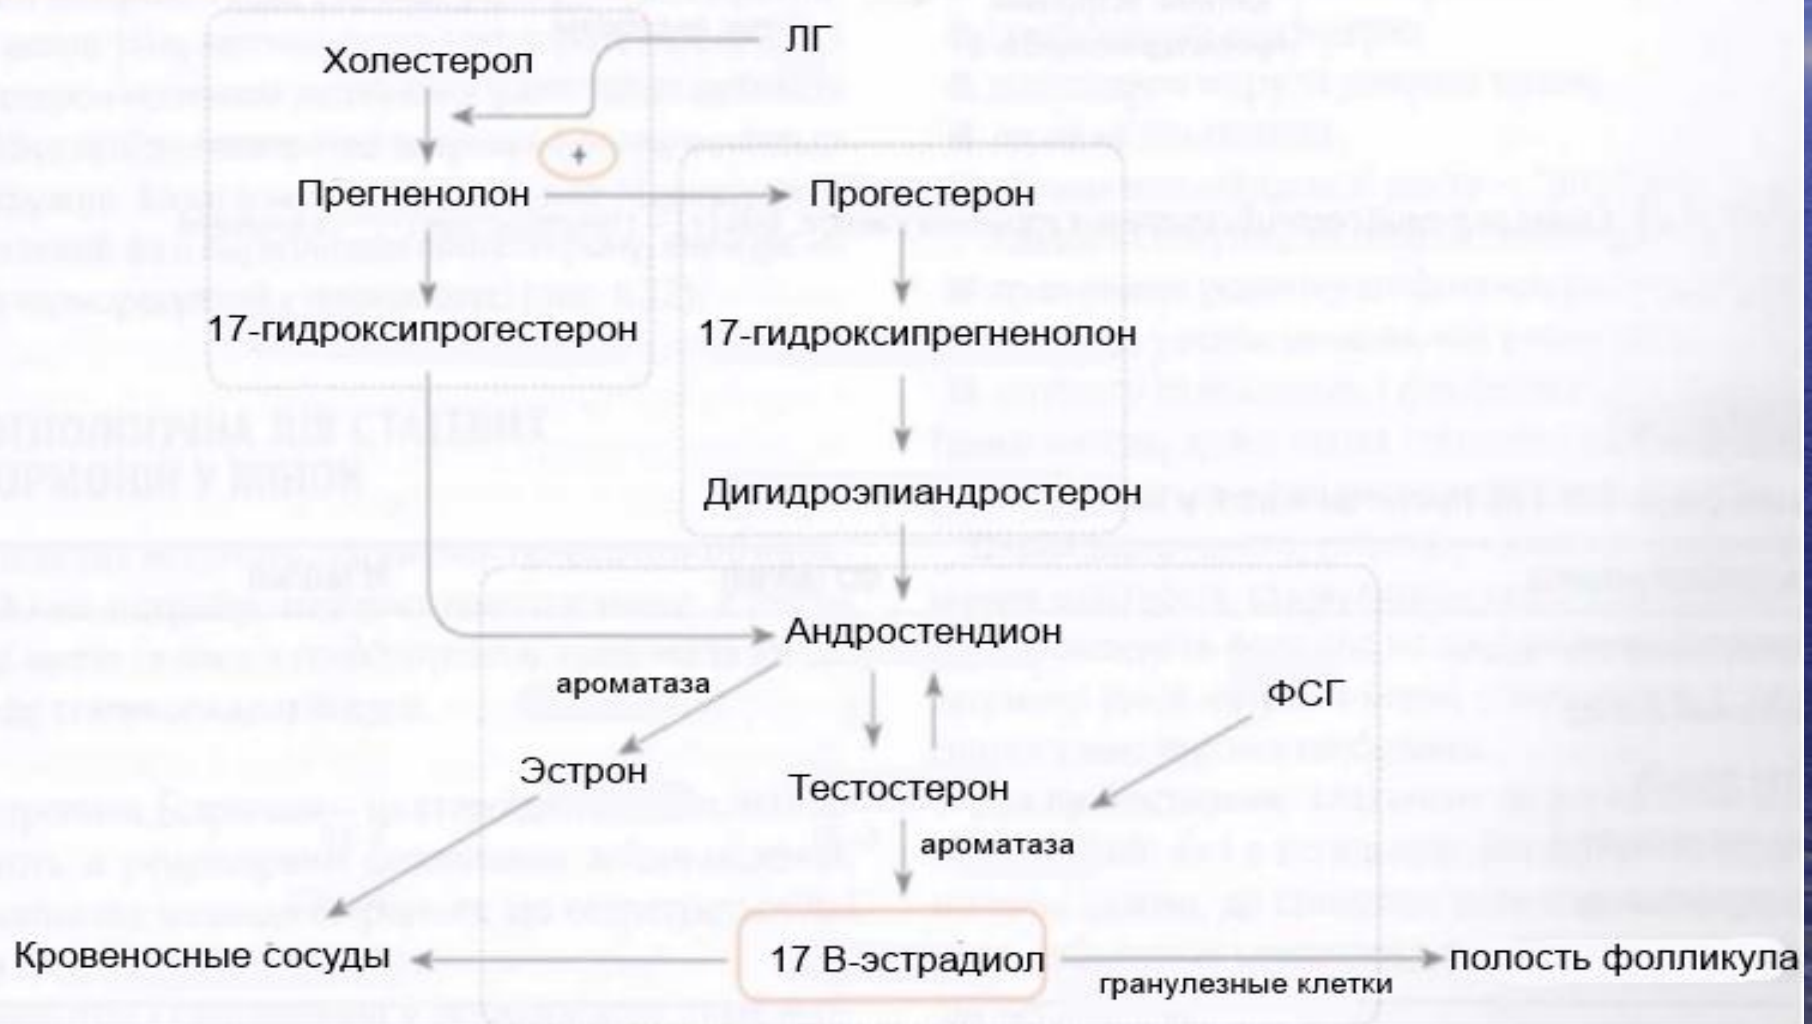 ЛГ
Холестерол
+
Прегненолон
Прогестерон
17-гидроксипрогестерон
17-гидроксипрегненолон
Дигидроэпиандростерон
Андростендион
ароматаза
ФСГ
Эстрон
Тестостерон
ароматаза
Кровеносные сосуды
17 В-эстрадиол
полость фолликула
гранулезные клетки